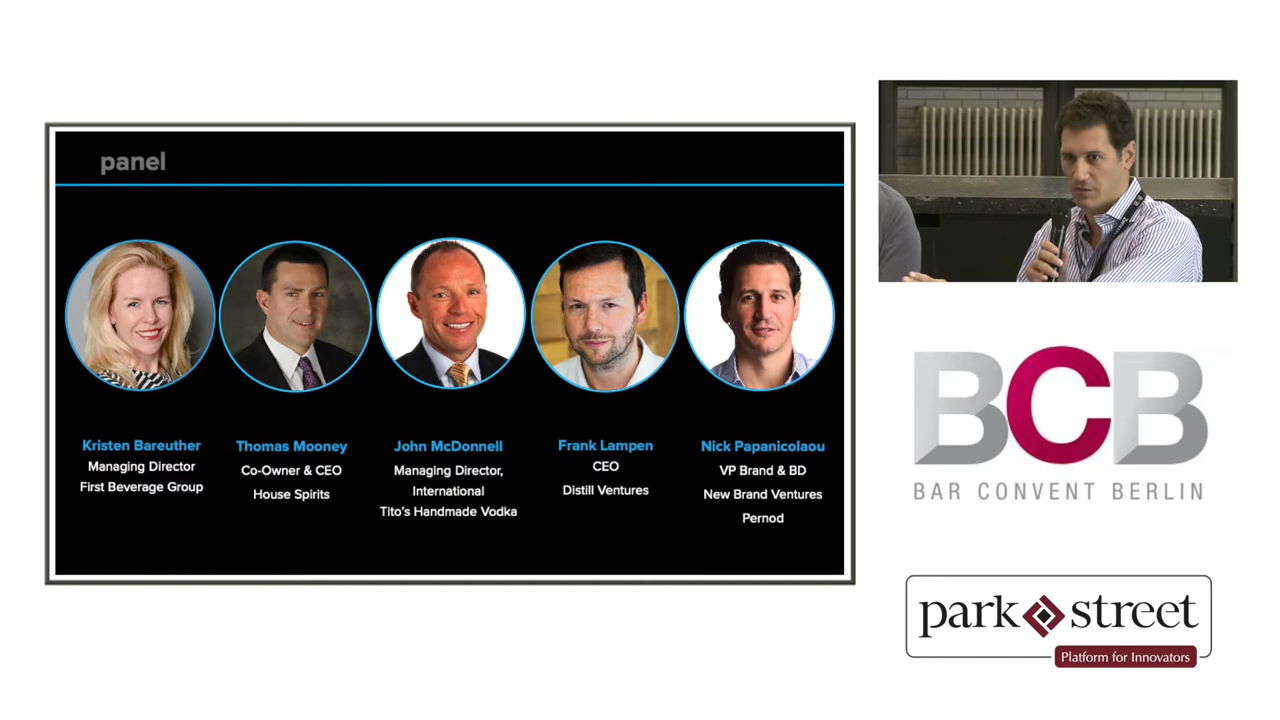 panel
Kristen Bareuther
Managing Director
First Beverage Group
Thomas Mooney
Co-Owner & CEO
House Spirits
John McDonnell
Managing Director,
International
Tito's Handmade Vodka
Frank Lampen
CEO
Distill Ventures
Nick Papanicolaou
VP Brand & BD
New Brand Ventures
Pernod
BCB
BAR CONVENT BERLIN
park street
Platform for Innovators